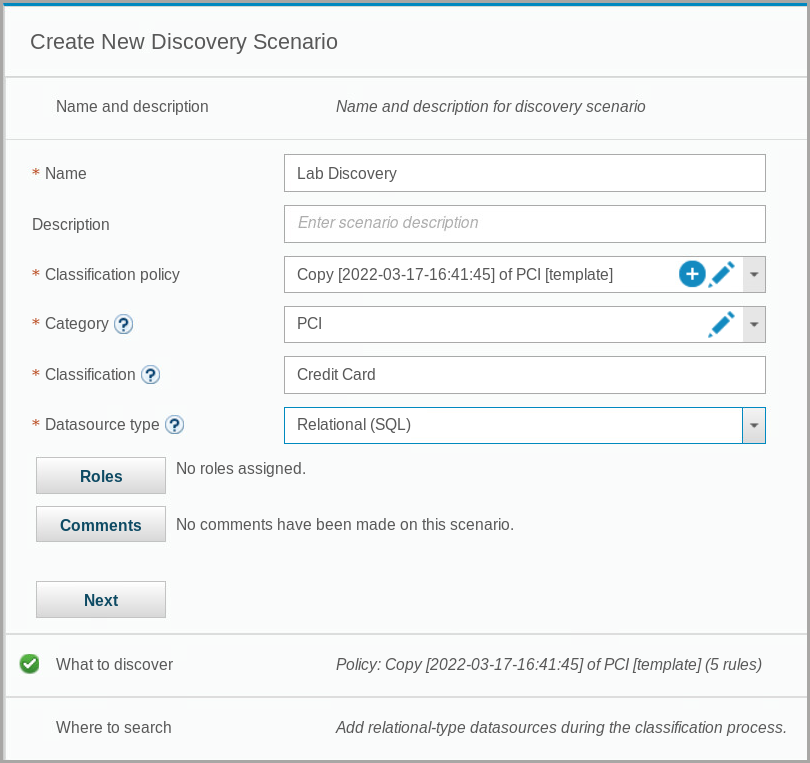 Create New Discovery Scenario
Name and description Name and description for discovery scenario
* Name Lab Discovery
Description Enter scenario description
* Classification policy Copy [2022-03-17-16:41:45] of PCI [template]
* Category ? PCI
* Classification ? Credit Card
* Datasource type ? Relational (SQL)
Roles No roles assigned.
Comments No comments have been made on this scenario.
Next
What to discover Policy: Copy [2022-03-17-16:41:45] of PCI [template] (5 rules)
Where to search Add relational-type datasources during the classification process.